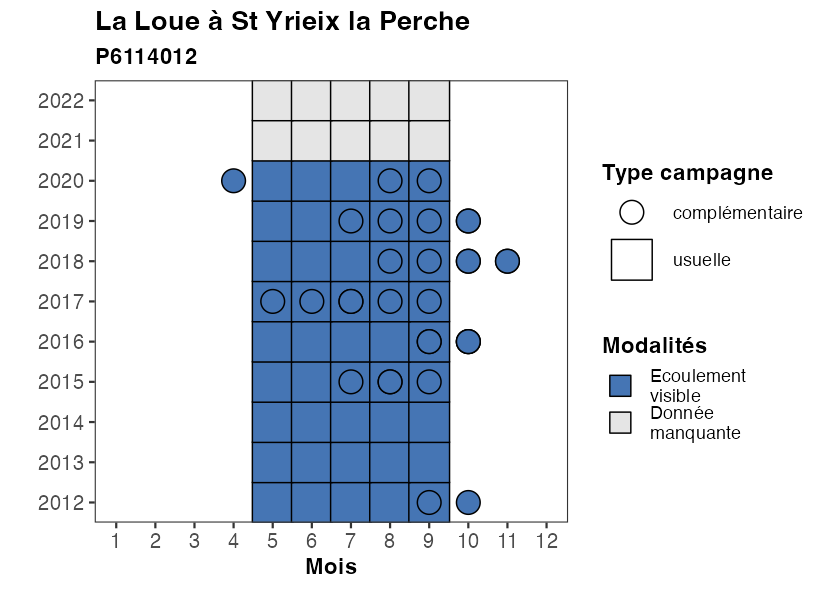 La Loue à St Yrieix la Perche
P6114012
2022
2021
2020
2019
2018
2017
2016
2015
2014
2013
2012
1 2 3 4 5 6 7 8 9 10 11 12
Mois
Type campagne
complémentaire
usuelle
Modalités
Ecoulement
visible
Donnée
manquante